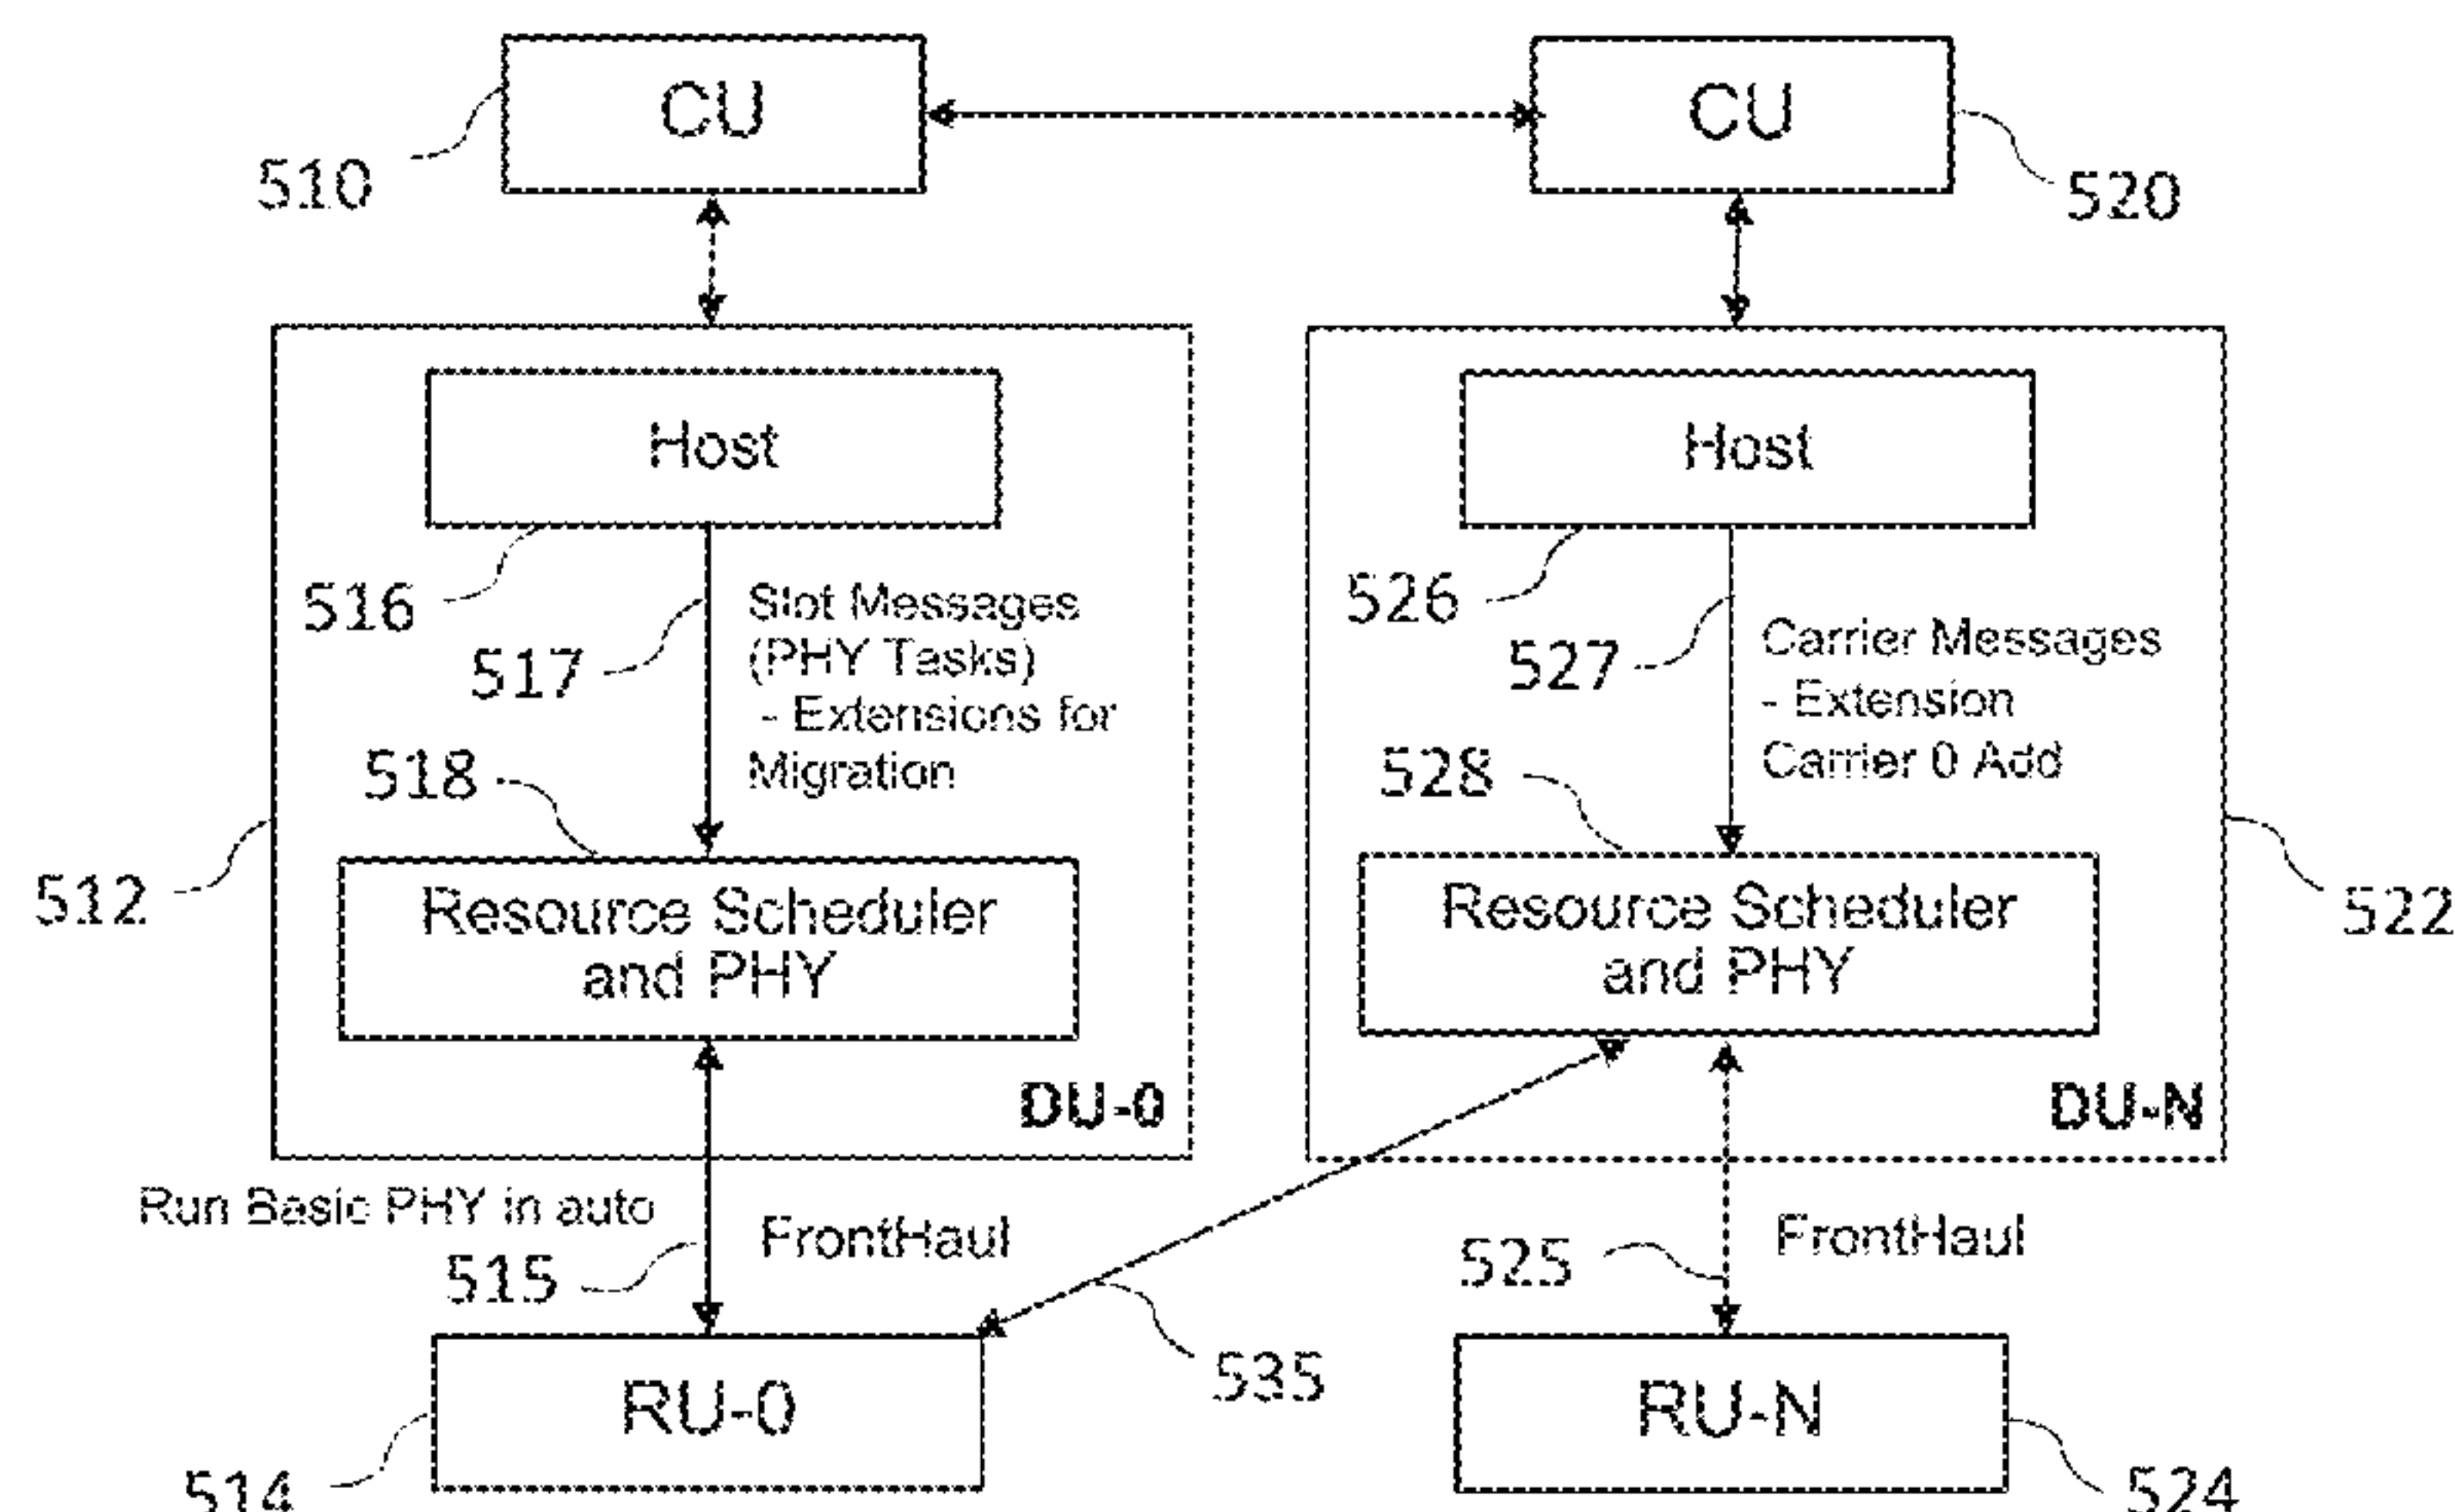 CU
CU
510
520
Host
Host
516
526
Slot Messages
(PHY Tasks)
- Extensions for
Migration
517
Carrier Messages
- Extension
Carrier 0 Add
527
518
528
Resource Scheduler
and PHY
Resource Scheduler
and PHY
512
522
DU-0
DU-N
Run Basic PHY in auto
FrontHaul
FrontHaul
515
525
535
RU-0
RU-N
514
524